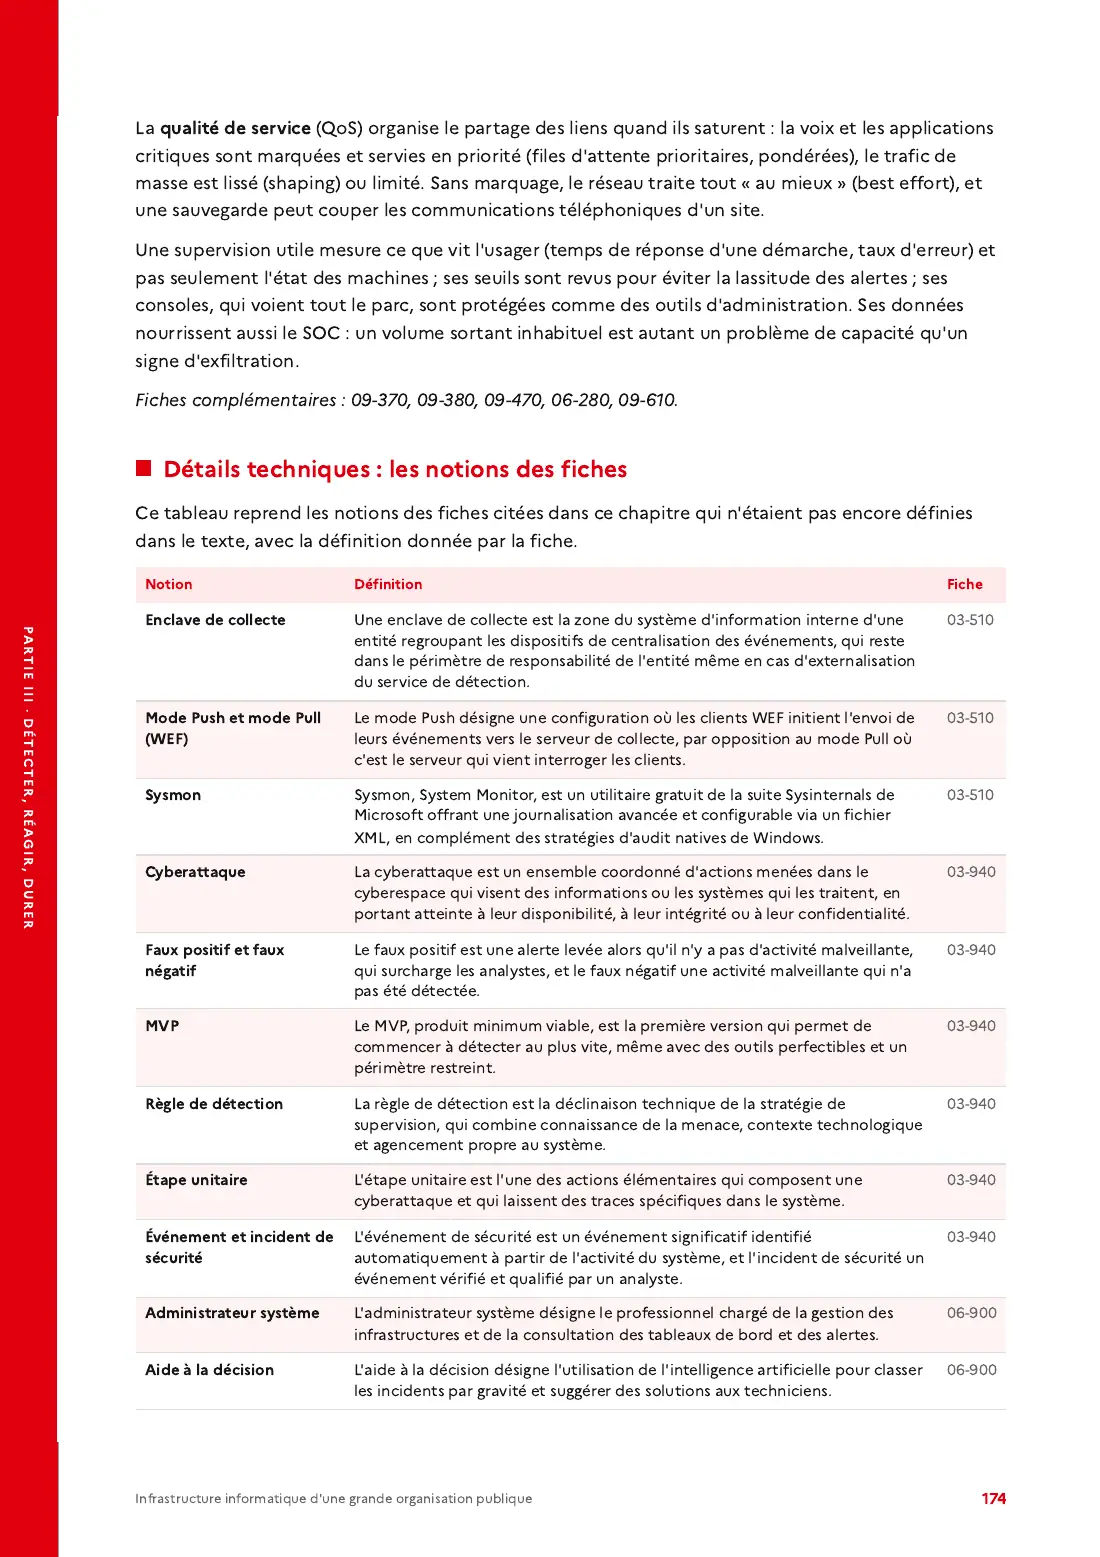 La qualité de service (QoS) organise le partage des liens quand ils saturent : la voix et les applications
critiques sont marquées et servies en priorité (files d'attente prioritaires, pondérées), le trafic de
masse est lissé (shaping) ou limité. Sans marquage, le réseau traite tout « au mieux » (best effort), et
une sauvegarde peut couper les communications téléphoniques d'un site.
Une supervision utile mesure ce que vit l'usager (temps de réponse d'une démarche, taux d'erreur) et
pas seulement l'état des machines ; ses seuils sont revus pour éviter la lassitude des alertes ; ses
consoles, qui voient tout le parc, sont protégées comme des outils d'administration. Ses données
nourrissent aussi le SOC : un volume sortant inhabituel est autant un problème de capacité qu'un
signe d'exfiltration.
Fiches complémentaires : 09-370, 09-380, 09-470, 06-280, 09-610.
Détails techniques : les notions des fiches
Ce tableau reprend les notions des fiches citées dans ce chapitre qui n'étaient pas encore définies
dans le texte, avec la définition donnée par la fiche.
Notion Définition Fiche
Enclave de collecte Une enclave de collecte est la zone du système d'information interne d'une 03-510
entité regroupant les dispositifs de centralisation des événements, qui reste
dans le périmètre de responsabilité de l'entité même en cas d'externalisation
du service de détection.
Mode Push et mode Pull Le mode Push désigne une configuration où les clients WEF initient l'envoi de 03-510
(WEF) leurs événements vers le serveur de collecte, par opposition au mode Pull où
c'est le serveur qui vient interroger les clients.
Sysmon Sysmon, System Monitor, est un utilitaire gratuit de la suite Sysinternals de 03-510
Microsoft offrant une journalisation avancée et configurable via un fichier
XML, en complément des stratégies d'audit natives de Windows.
Cyberattaque La cyberattaque est un ensemble coordonné d'actions menées dans le 03-940
cyberespace qui visent des informations ou les systèmes qui les traitent, en
portant atteinte à leur disponibilité, à leur intégrité ou à leur confidentialité.
Faux positif et faux Le faux positif est une alerte levée alors qu'il n'y a pas d'activité malveillante, 03-940
négatif qui surcharge les analystes, et le faux négatif une activité malveillante qui n'a
pas été détectée.
MVP Le MVP, produit minimum viable, est la première version qui permet de 03-940
commencer à détecter au plus vite, même avec des outils perfectibles et un
périmètre restreint.
Règle de détection La règle de détection est la déclinaison technique de la stratégie de 03-940
supervision, qui combine connaissance de la menace, contexte technologique
et agencement propre au système.
Étape unitaire L'étape unitaire est l'une des actions élémentaires qui composent une 03-940
cyberattaque et qui laissent des traces spécifiques dans le système.
Événement et incident de L'événement de sécurité est un événement significatif identifié 03-940
sécurité automatiquement à partir de l'activité du système, et l'incident de sécurité un
événement vérifié et qualifié par un analyste.
Administrateur système L'administrateur système désigne le professionnel chargé de la gestion des 06-900
infrastructures et de la consultation des tableaux de bord et des alertes.
Aide à la décision L'aide à la décision désigne l'utilisation de l'intelligence artificielle pour classer 06-900
les incidents par gravité et suggérer des solutions aux techniciens.
PARTIE III · DÉTECTER, RÉAGIR, DURER
Infrastructure informatique d'une grande organisation publique 174